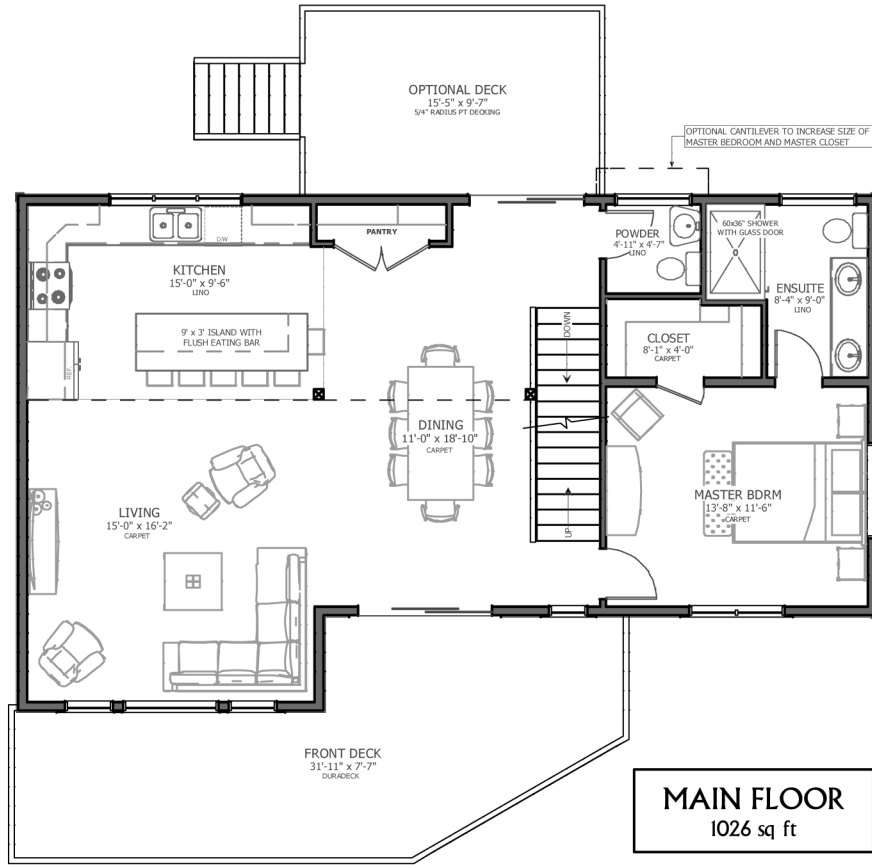 OPTIONAL DECK
15'-5" x 9'-7"
5/4" RADIUS PT DECKING
OPTIONAL CANTILEVER TO INCREASE SIZE OF
MASTER BEDROOM AND MASTER CLOSET
D/W
PANTRY
POWDER
4'-11" x 4'-7"
LINO
60x36" SHOWER
WITH GLASS DOOR
KITCHEN
15'-0" x 9'-6"
LINO
ENSUITE
8'-4" x 9'-0"
LINO
9' x 3' ISLAND WITH
FLUSH EATING BAR
REF.
DOWN
CLOSET
8'-1" x 4'-0"
CARPET
DINING
11'-0" x 18'-10"
CARPET
LIVING
15'-0" x 16'-2"
CARPET
UP
MASTER BDRM
13'-8" x 11'-6"
CARPET
FRONT DECK
31'-11" x 7'-7"
DURADECK
MAIN FLOOR
1026 sq ft